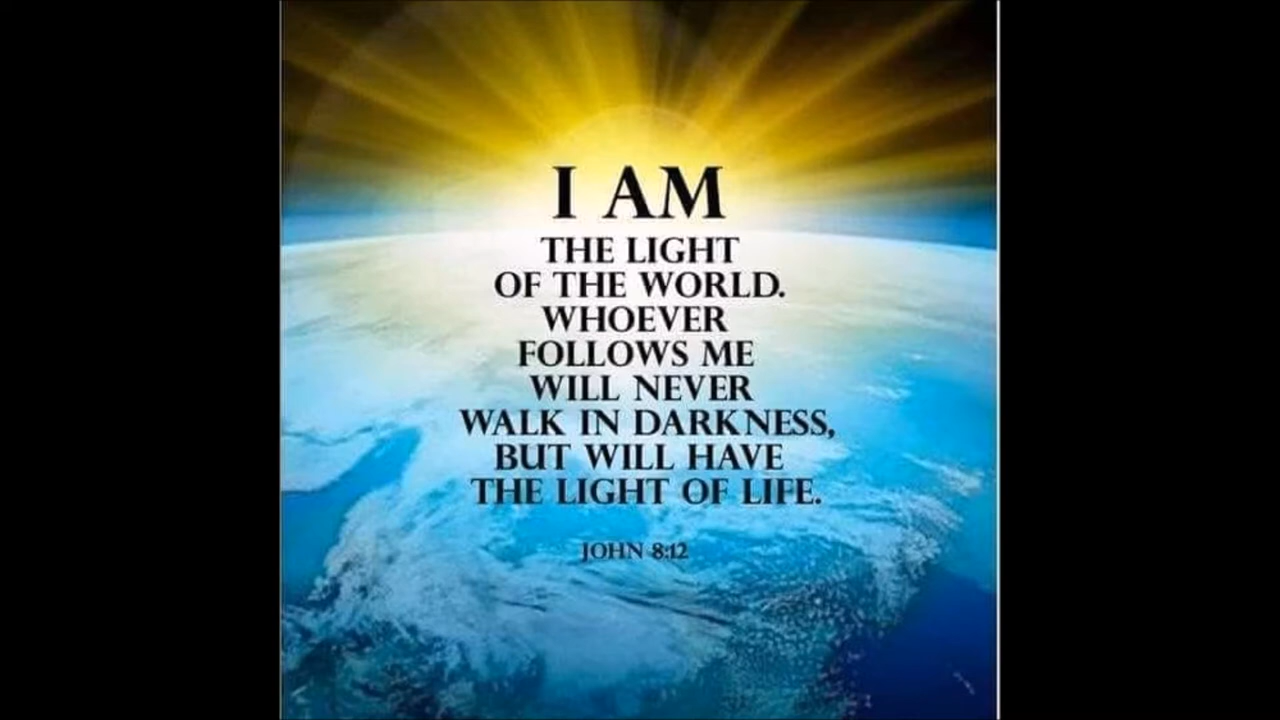 I AM
THE LIGHT
OF THE WORLD.
WHOEVER
FOLLOWS ME
WILL NEVER
WALK IN DARKNESS,
BUT WILL HAVE
THE LIGHT OF LIFE.
JOHN 8:12